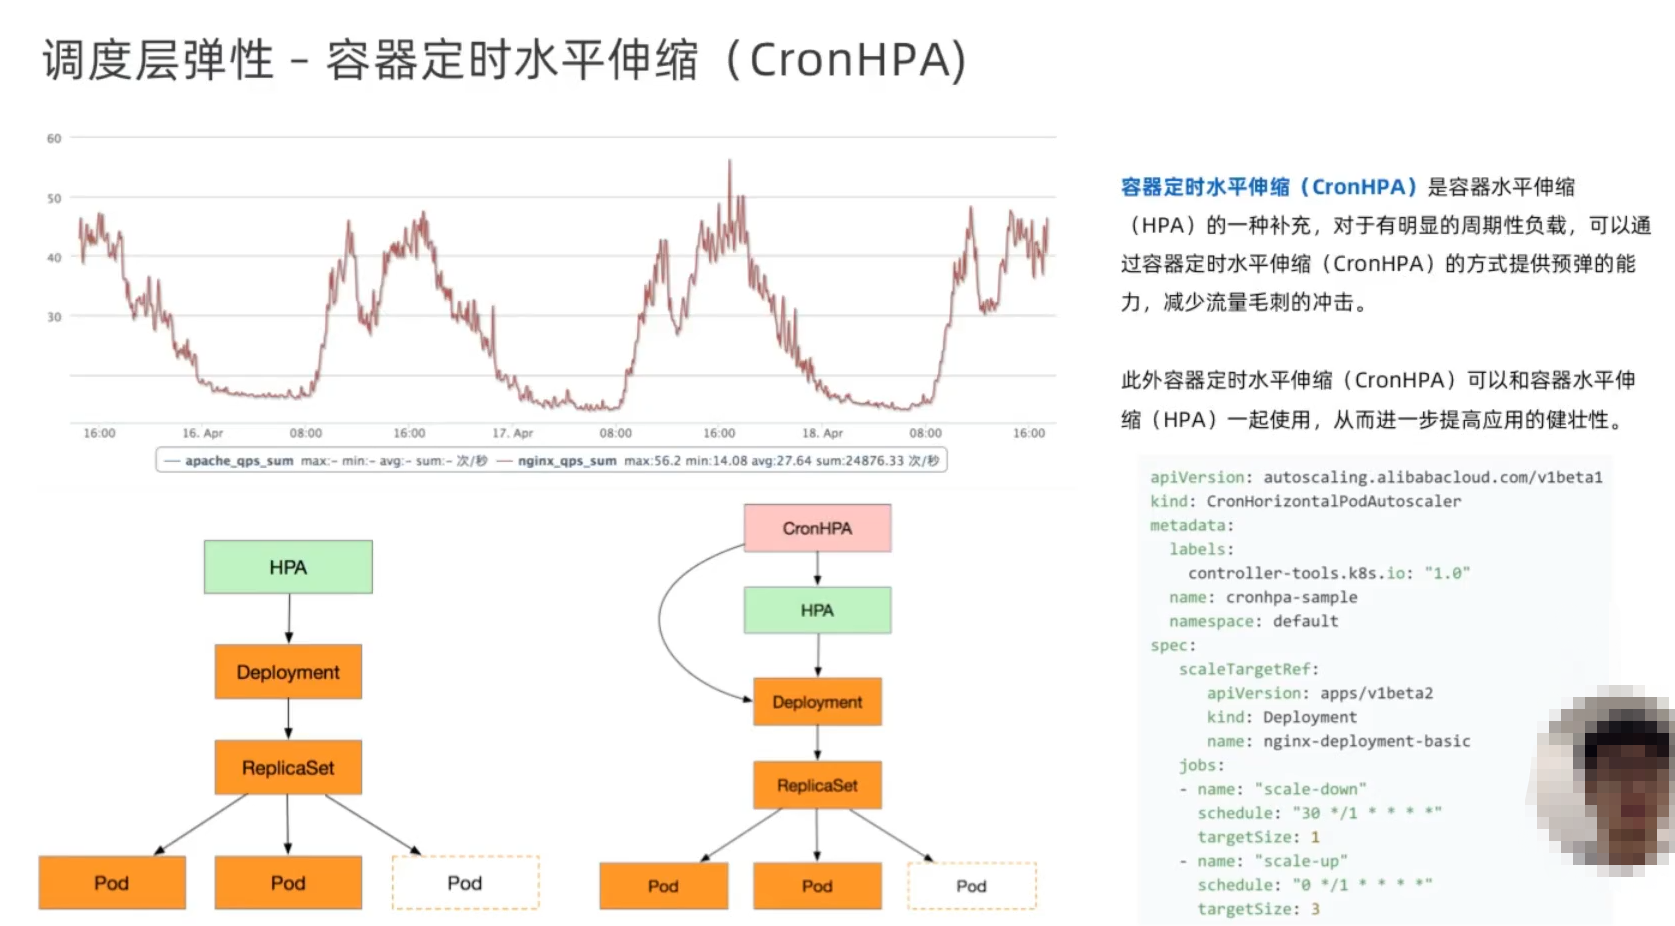 调度层弹性 – 容器定时水平伸缩（CronHPA)
60
50
40
30
16:00 16. Apr 08:00 16:00 17. Apr 08:00 16:00 18. Apr 08:00 16:00
apache_qps_sum max:- min:- avg:- sum:- 次/秒 nginx_qps_sum max:56.2 min:14.08 avg:27.64 sum:24876.33 次/秒
HPA
Deployment
ReplicaSet
Pod Pod Pod
CronHPA
HPA
Deployment
ReplicaSet
Pod Pod Pod
容器定时水平伸缩（CronHPA）是容器水平伸缩
（HPA）的一种补充，对于有明显的周期性负载，可以通
过容器定时水平伸缩（CronHPA）的方式提供预弹的能
力，减少流量毛刺的冲击。
此外容器定时水平伸缩（CronHPA）可以和容器水平伸
缩（HPA）一起使用，从而进一步提高应用的健壮性。
apiVersion: autoscaling.alibabacloud.com/v1beta1
kind: CronHorizontalPodAutoscaler
metadata:
labels:
controller-tools.k8s.io: "1.0"
name: cronhpa-sample
namespace: default
spec:
scaleTargetRef:
apiVersion: apps/v1beta2
kind: Deployment
name: nginx-deployment-basic
jobs:
- name: "scale-down"
schedule: "30 */1 * * * *"
targetSize: 1
- name: "scale-up"
schedule: "0 */1 * * * *"
targetSize: 3